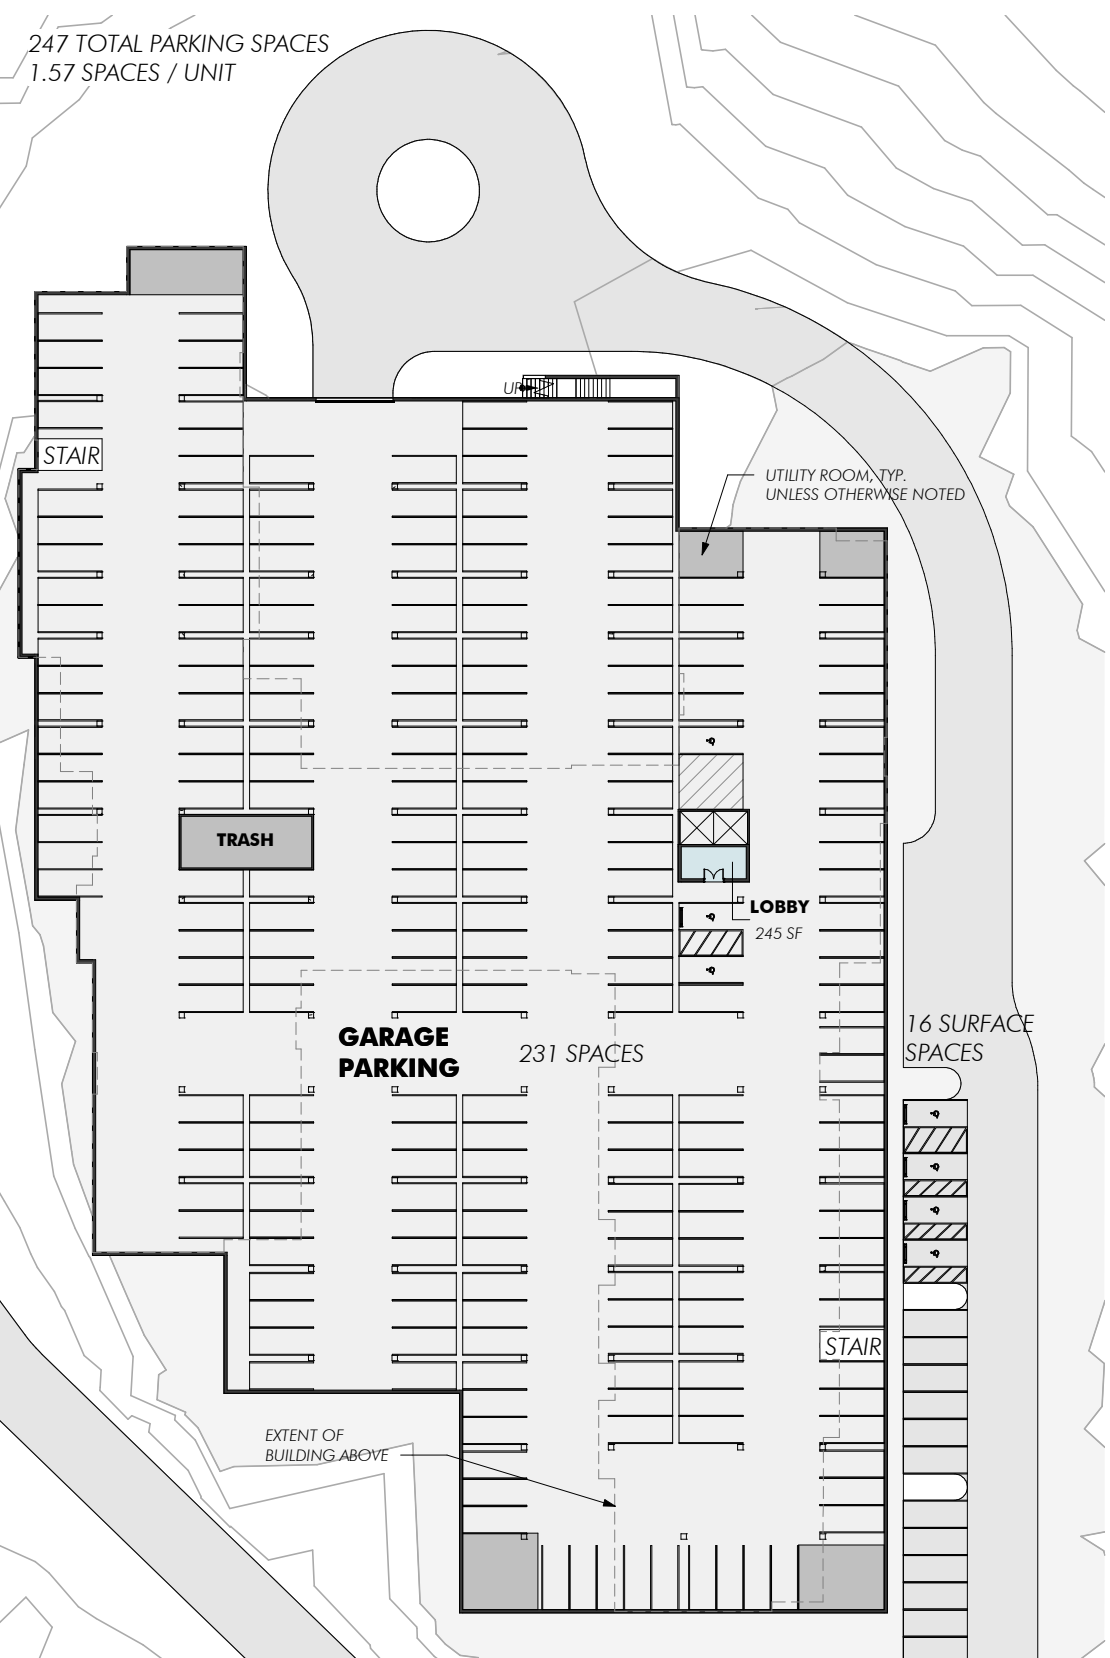 247 TOTAL PARKING SPACES
1.57 SPACES / UNIT
UP
STAIR
UTILITY ROOM, TYP.
UNLESS OTHERWISE NOTED
TRASH
LOBBY
245 SF
GARAGE
PARKING
231 SPACES
16 SURFACE
SPACES
STAIR
EXTENT OF
BUILDING ABOVE